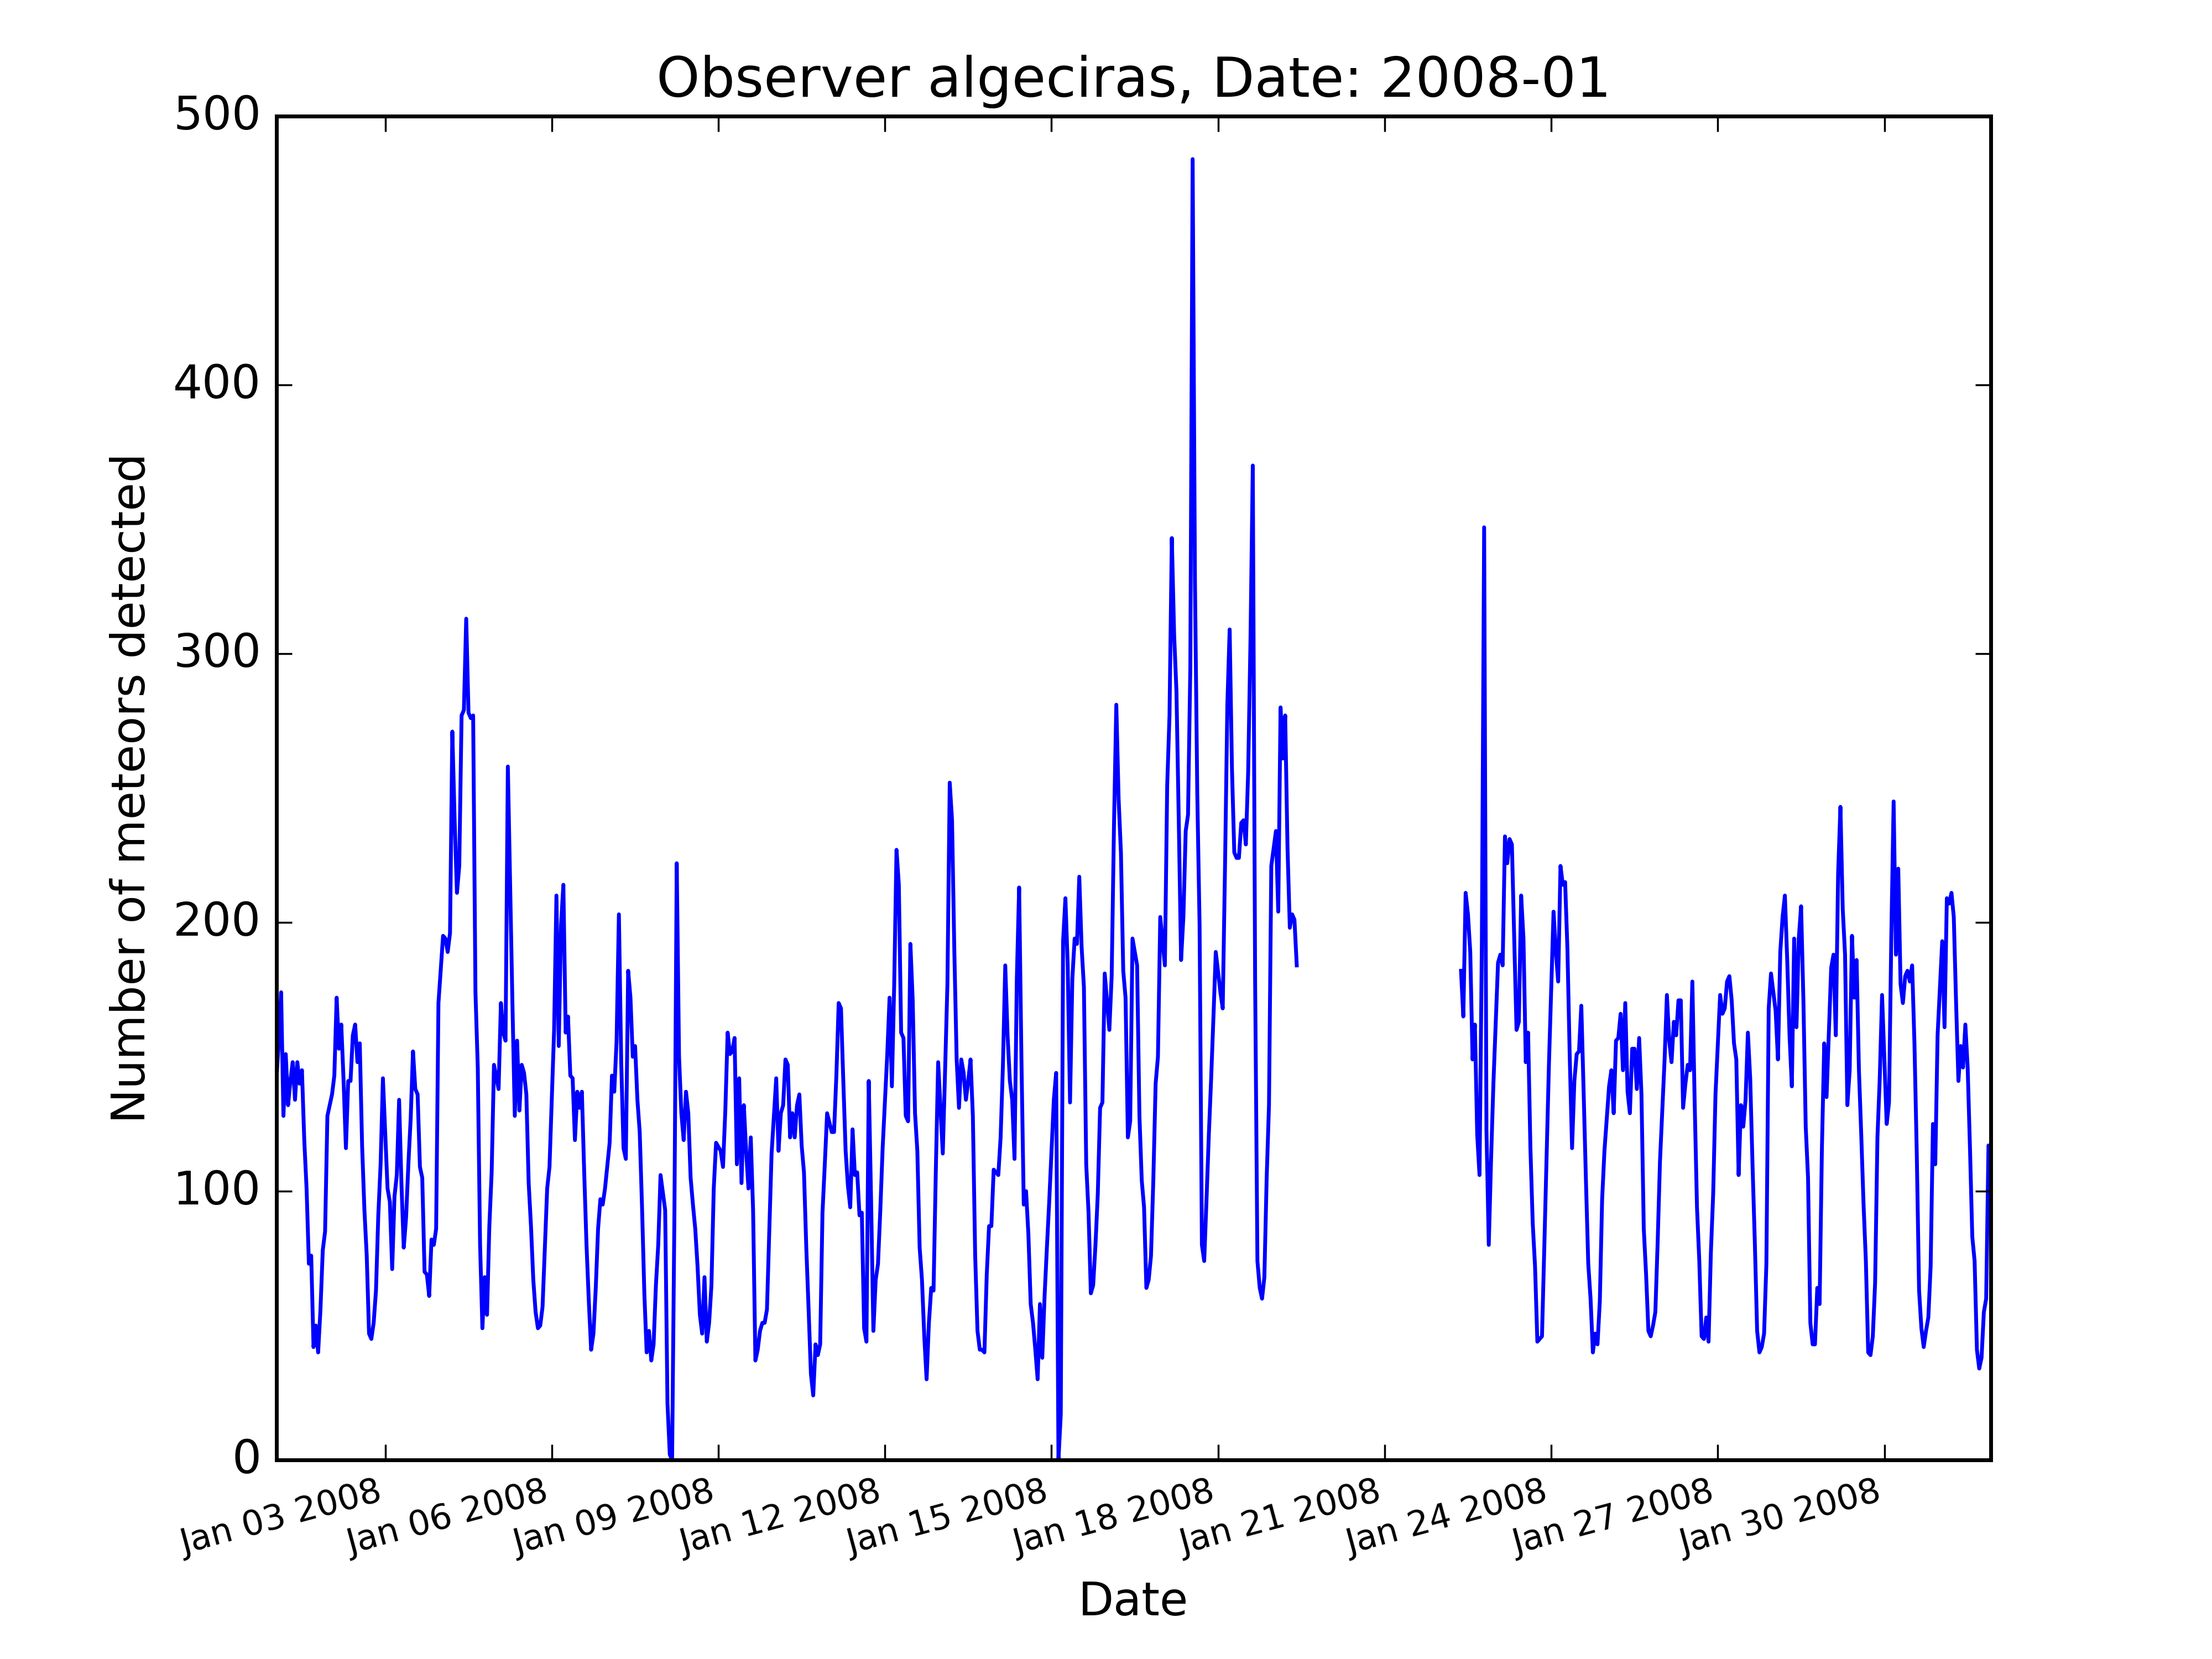 Observer algeciras, Date: 2008-01
500
400
300
200
100
0
Number of meteors detected
Jan 03 2008
Jan 06 2008
Jan 09 2008
Jan 12 2008
Jan 15 2008
Jan 18 2008
Jan 21 2008
Jan 24 2008
Jan 27 2008
Jan 30 2008
Date